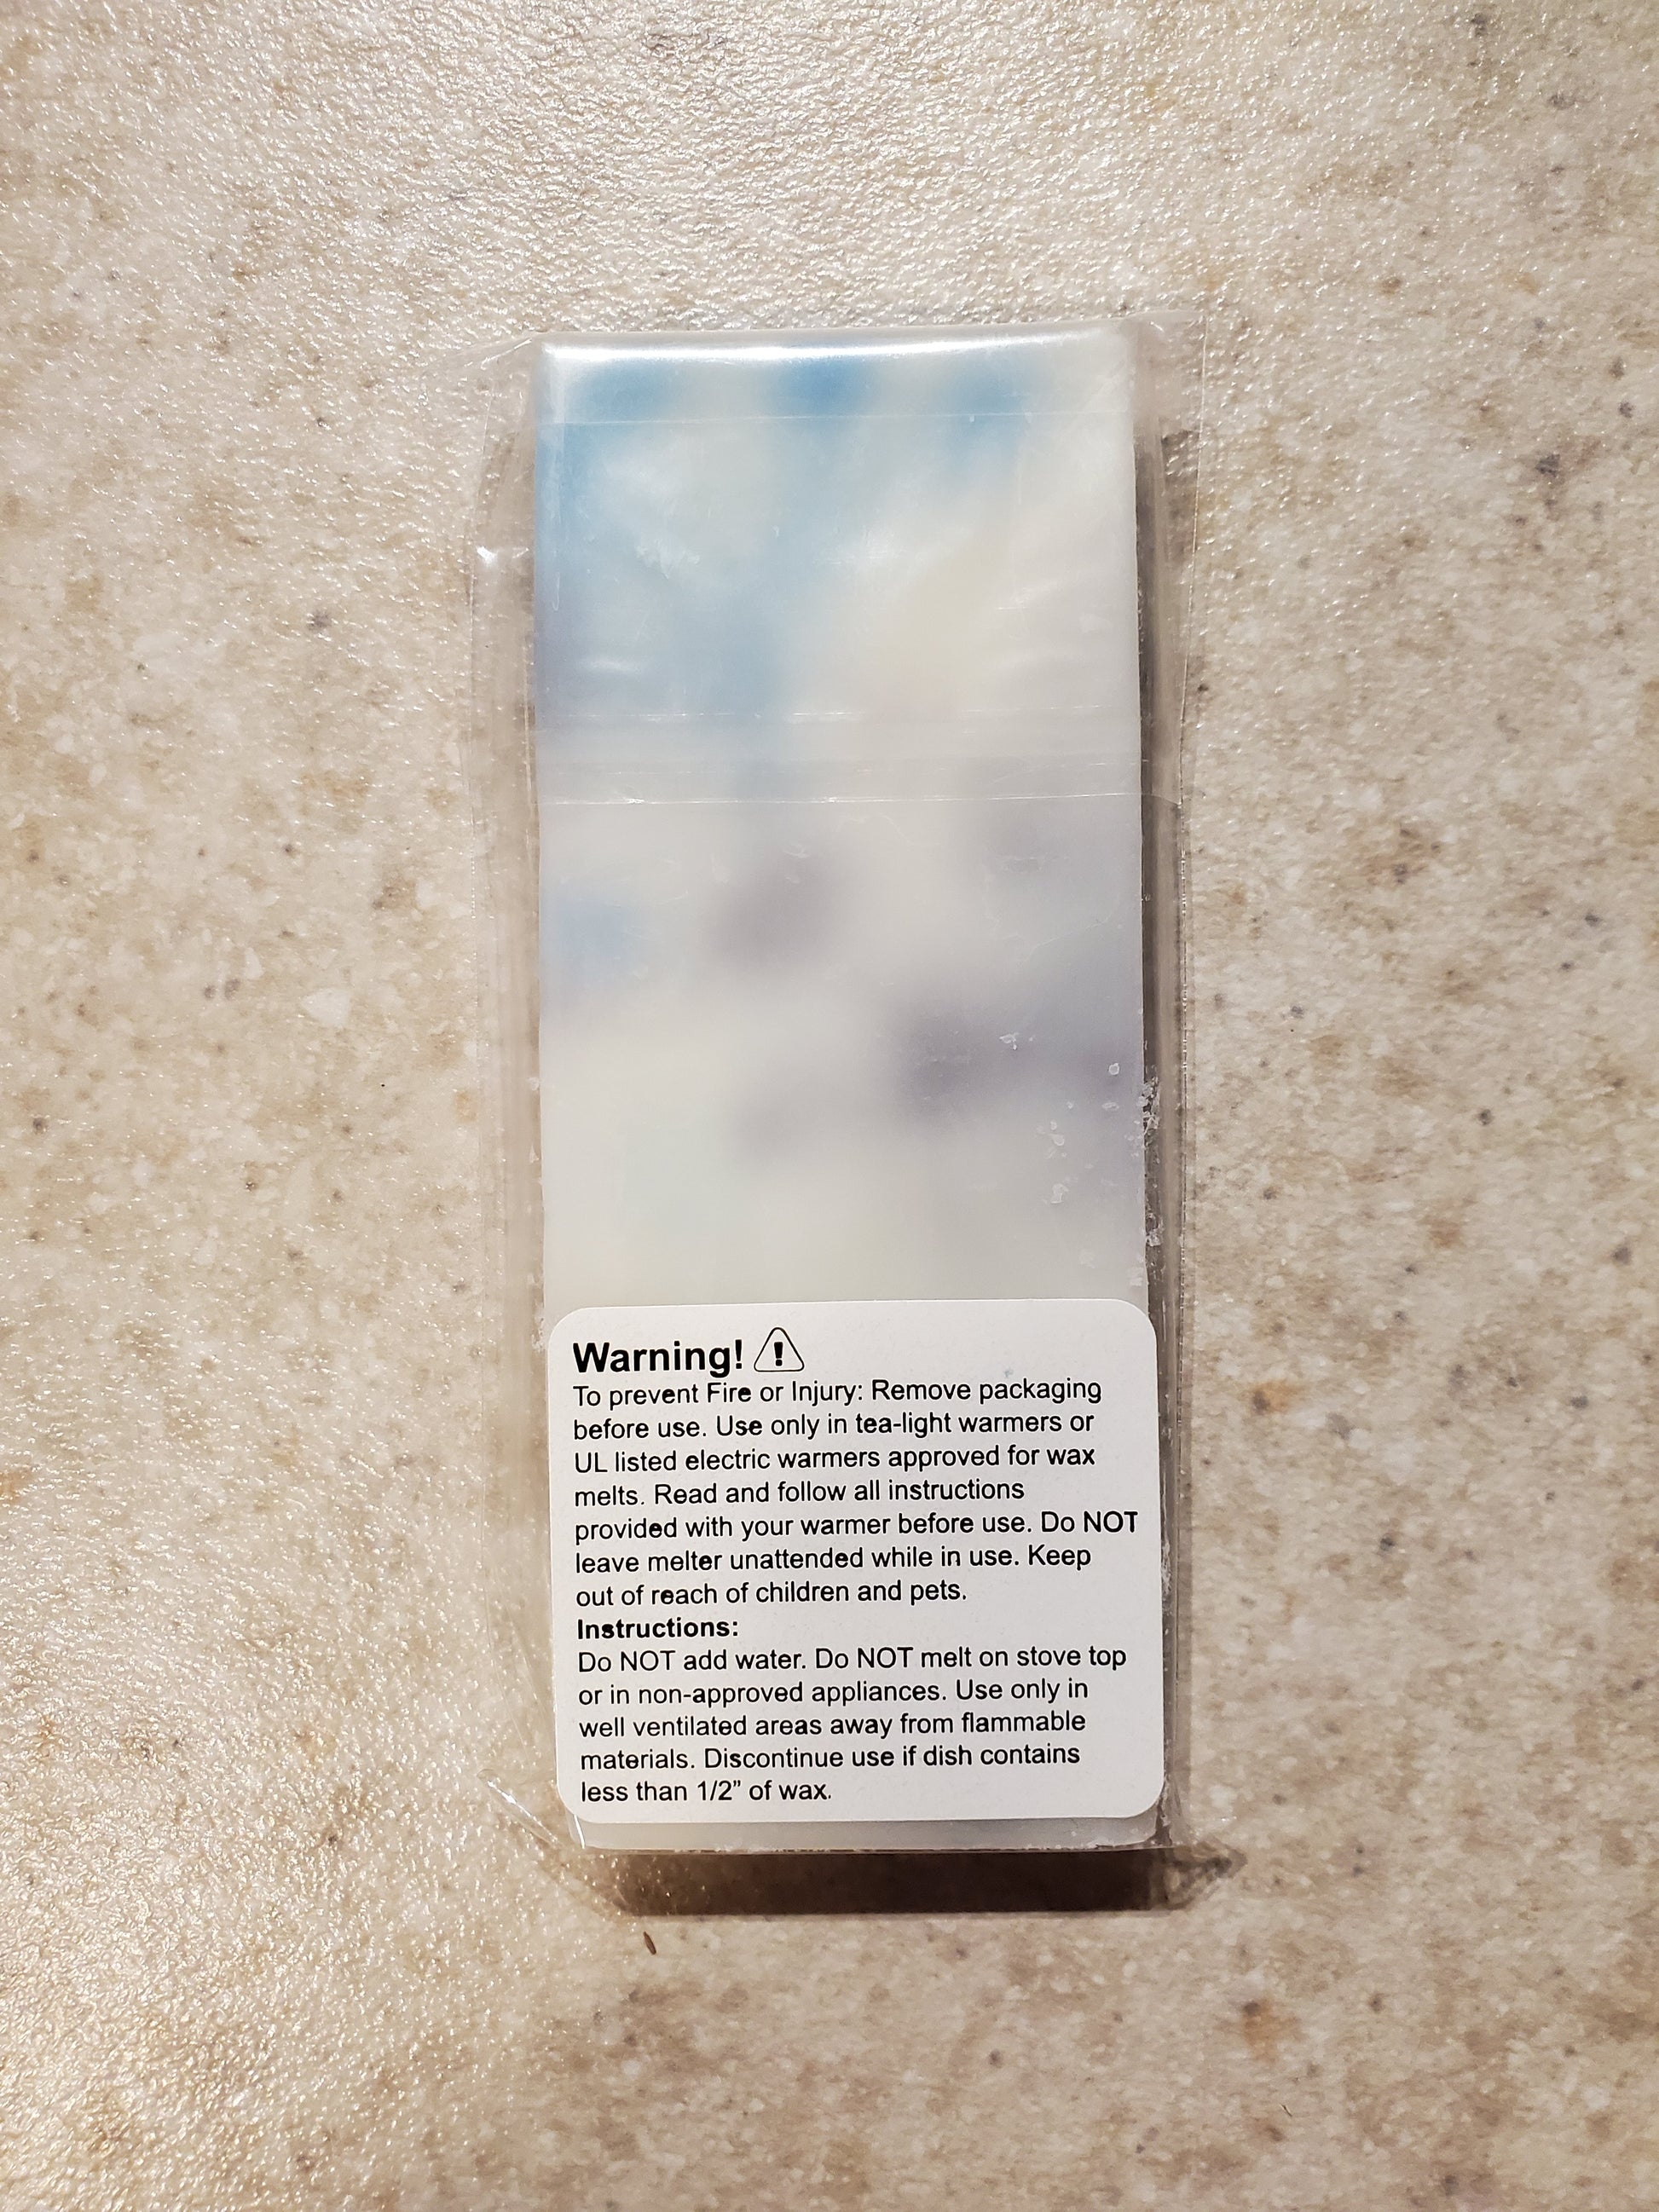 Warning! ⚠
To prevent Fire or Injury: Remove packaging
before use. Use only in tea-light warmers or
UL listed electric warmers approved for wax
melts. Read and follow all instructions
provided with your warmer before use. Do NOT
leave melter unattended while in use. Keep
out of reach of children and pets.
Instructions:
Do NOT add water. Do NOT melt on stove top
or in non-approved appliances. Use only in
well ventilated areas away from flammable
materials. Discontinue use if dish contains
less than 1/2” of wax.